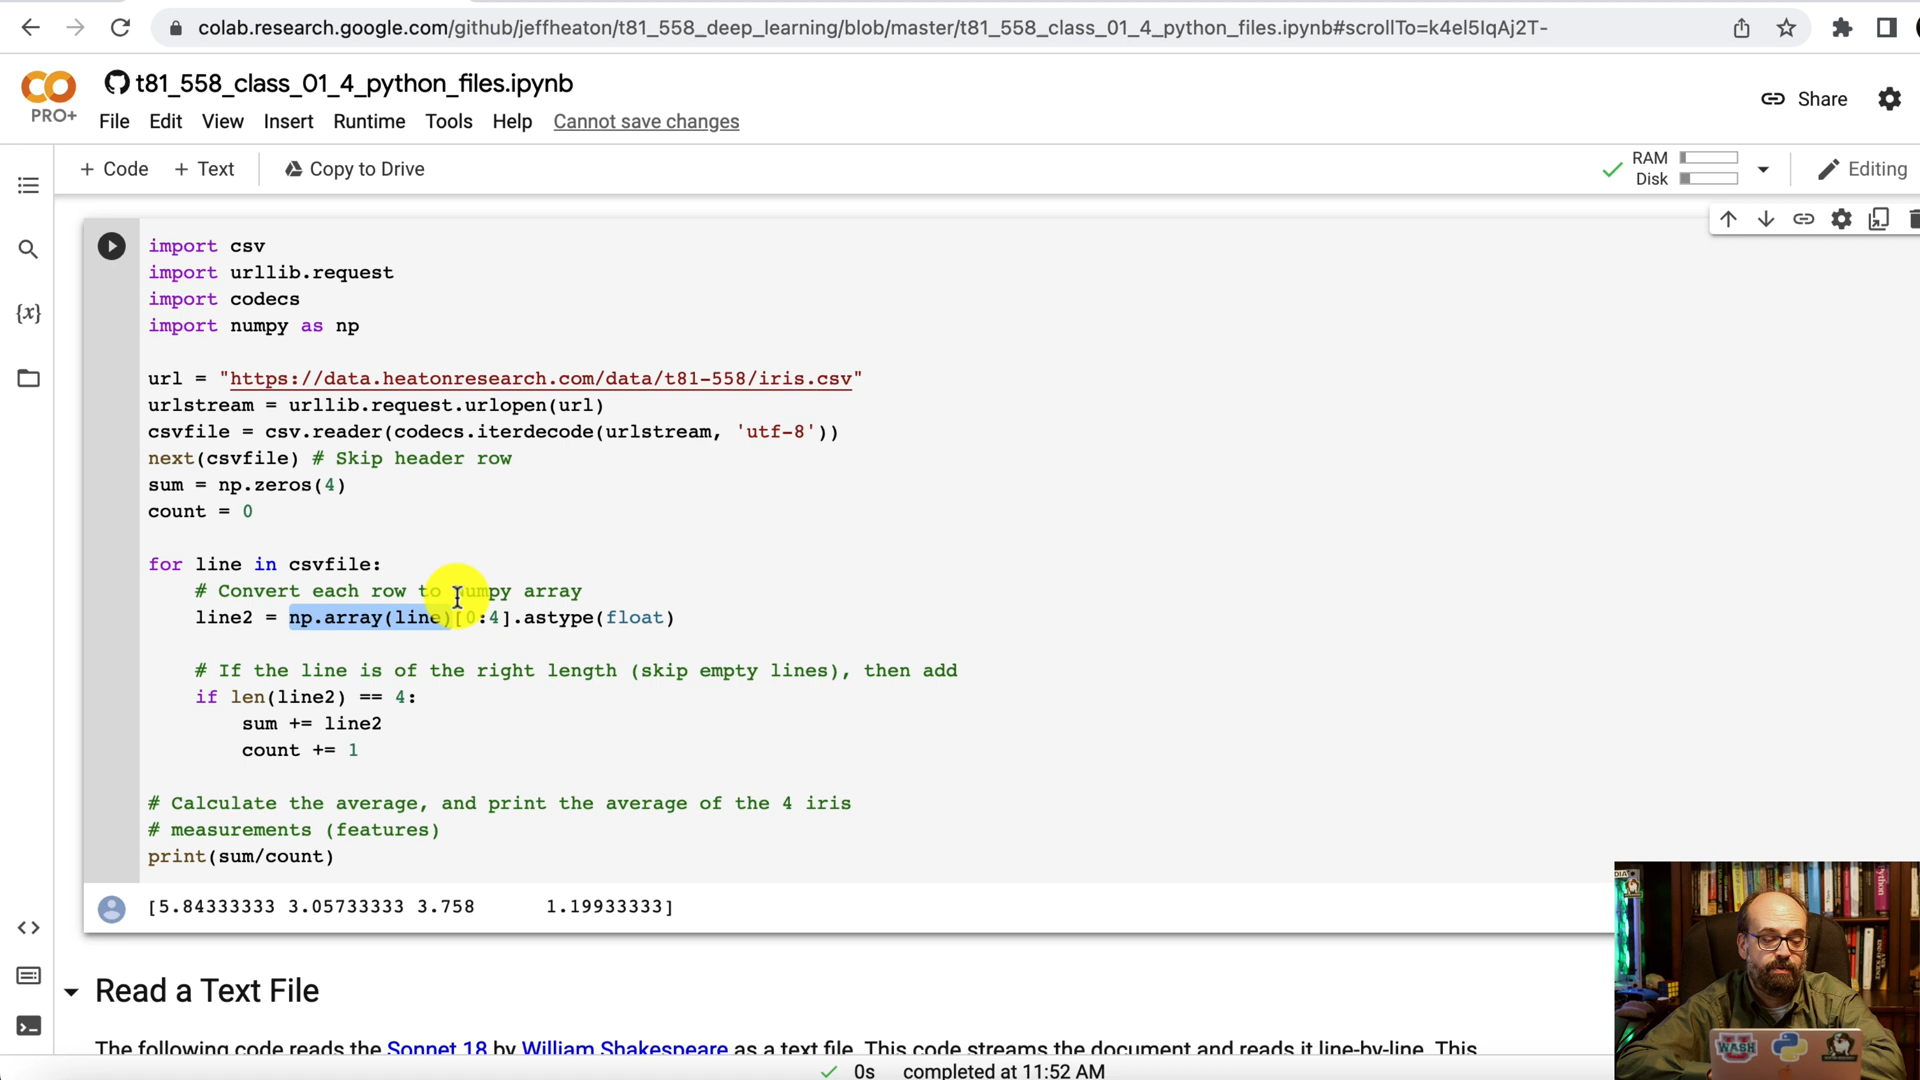 colab.research.google.com/github/jeffheaton/t81_558_deep_learning/blob/master/t81_558_class_01_4_python_files.ipynb#scrollTo=k4el5IqAj2T-
CO
PRO+
t81_558_class_01_4_python_files.ipynb
File Edit View Insert Runtime Tools Help Cannot save changes
Share
+ Code + Text Copy to Drive
RAM
Disk
Editing
{x}
import csv
import urllib.request
import codecs
import numpy as np
url = "https://data.heatonresearch.com/data/t81-558/iris.csv"
urlstream = urllib.request.urlopen(url)
csvfile = csv.reader(codecs.iterdecode(urlstream, 'utf-8'))
next(csvfile) # Skip header row
sum = np.zeros(4)
count = 0
for line in csvfile:
# Convert each row to numpy array
line2 = np.array(line)[0:4].astype(float)
# If the line is of the right length (skip empty lines), then add
if len(line2) == 4:
sum += line2
count += 1
# Calculate the average, and print the average of the 4 iris
# measurements (features)
print(sum/count)
[5.84333333 3.05733333 3.758 1.19933333]
Read a Text File
The following code reads the Sonnet 18 by William Shakespeare as a text file. This code streams the document and reads it line-by-line. This
0s completed at 11:52 AM
WASH